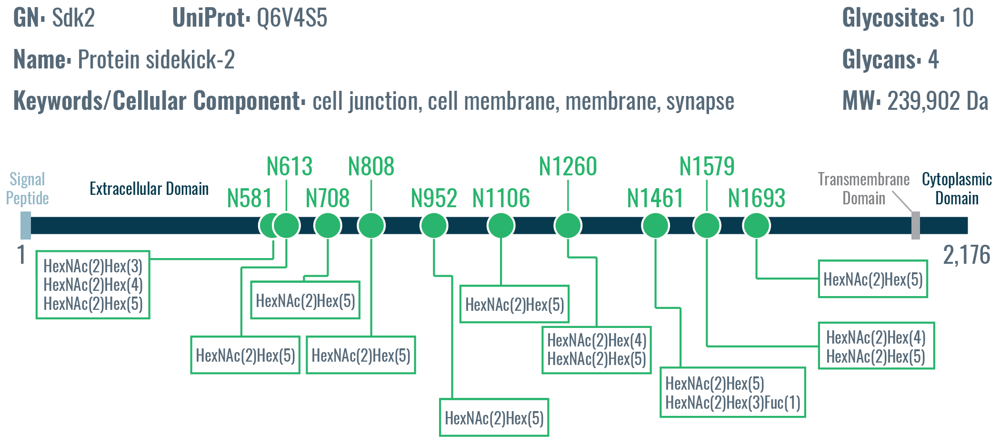 GN: Sdk2 UniProt: Q6V4S5 Glycosites: 10
Name: Protein sidekick-2 Glycans: 4
Keywords/Cellular Component: cell junction, cell membrane, membrane, synapse MW: 239,902 Da
N613 N808 N1260 N1579
Signal
Peptide
Extracellular Domain
N581 N708 N952 N1106 N1461 N1693
Transmembrane
Domain
Cytoplasmic
Domain
1
2,176
HexNAc(2)Hex(3)
HexNAc(2)Hex(4)
HexNAc(2)Hex(5)
HexNAc(2)Hex(5)
HexNAc(2)Hex(5)
HexNAc(2)Hex(5)
HexNAc(2)Hex(5)
HexNAc(2)Hex(5)
HexNAc(2)Hex(4)
HexNAc(2)Hex(5)
HexNAc(2)Hex(5)
HexNAc(2)Hex(3)Fuc(1)
HexNAc(2)Hex(4)
HexNAc(2)Hex(5)
HexNAc(2)Hex(5)